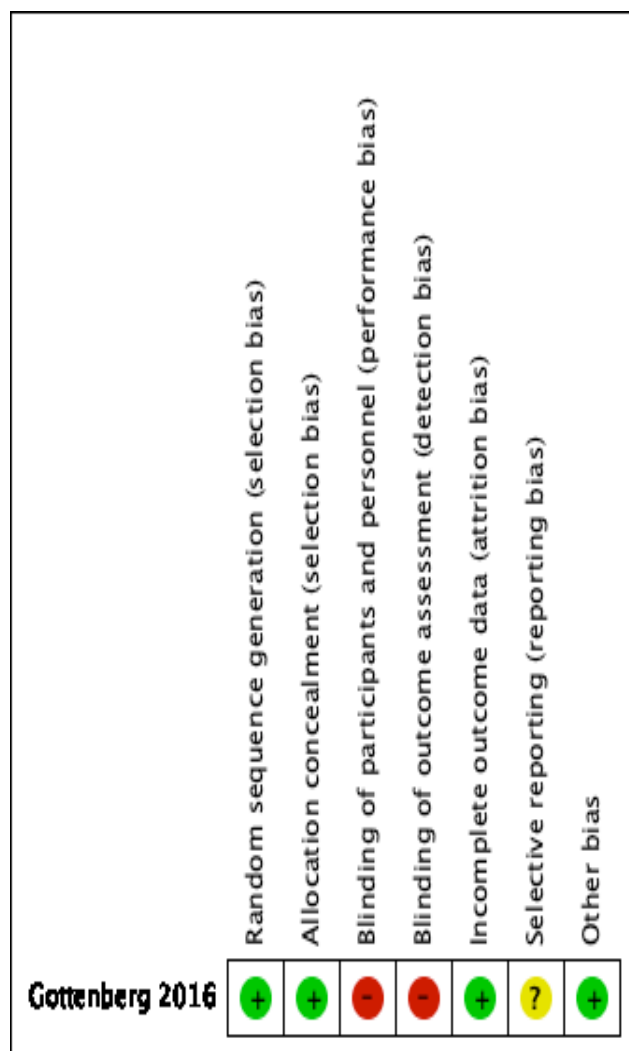 Random sequence generation (selection bias)
Allocation concealment (selection bias)
Blinding of participants and personnel (performance bias)
Blinding of outcome assessment (detection bias)
Incomplete outcome data (attrition bias)
Selective reporting (reporting bias)
Other bias
Gottenberg 2016 + + - - + ? +